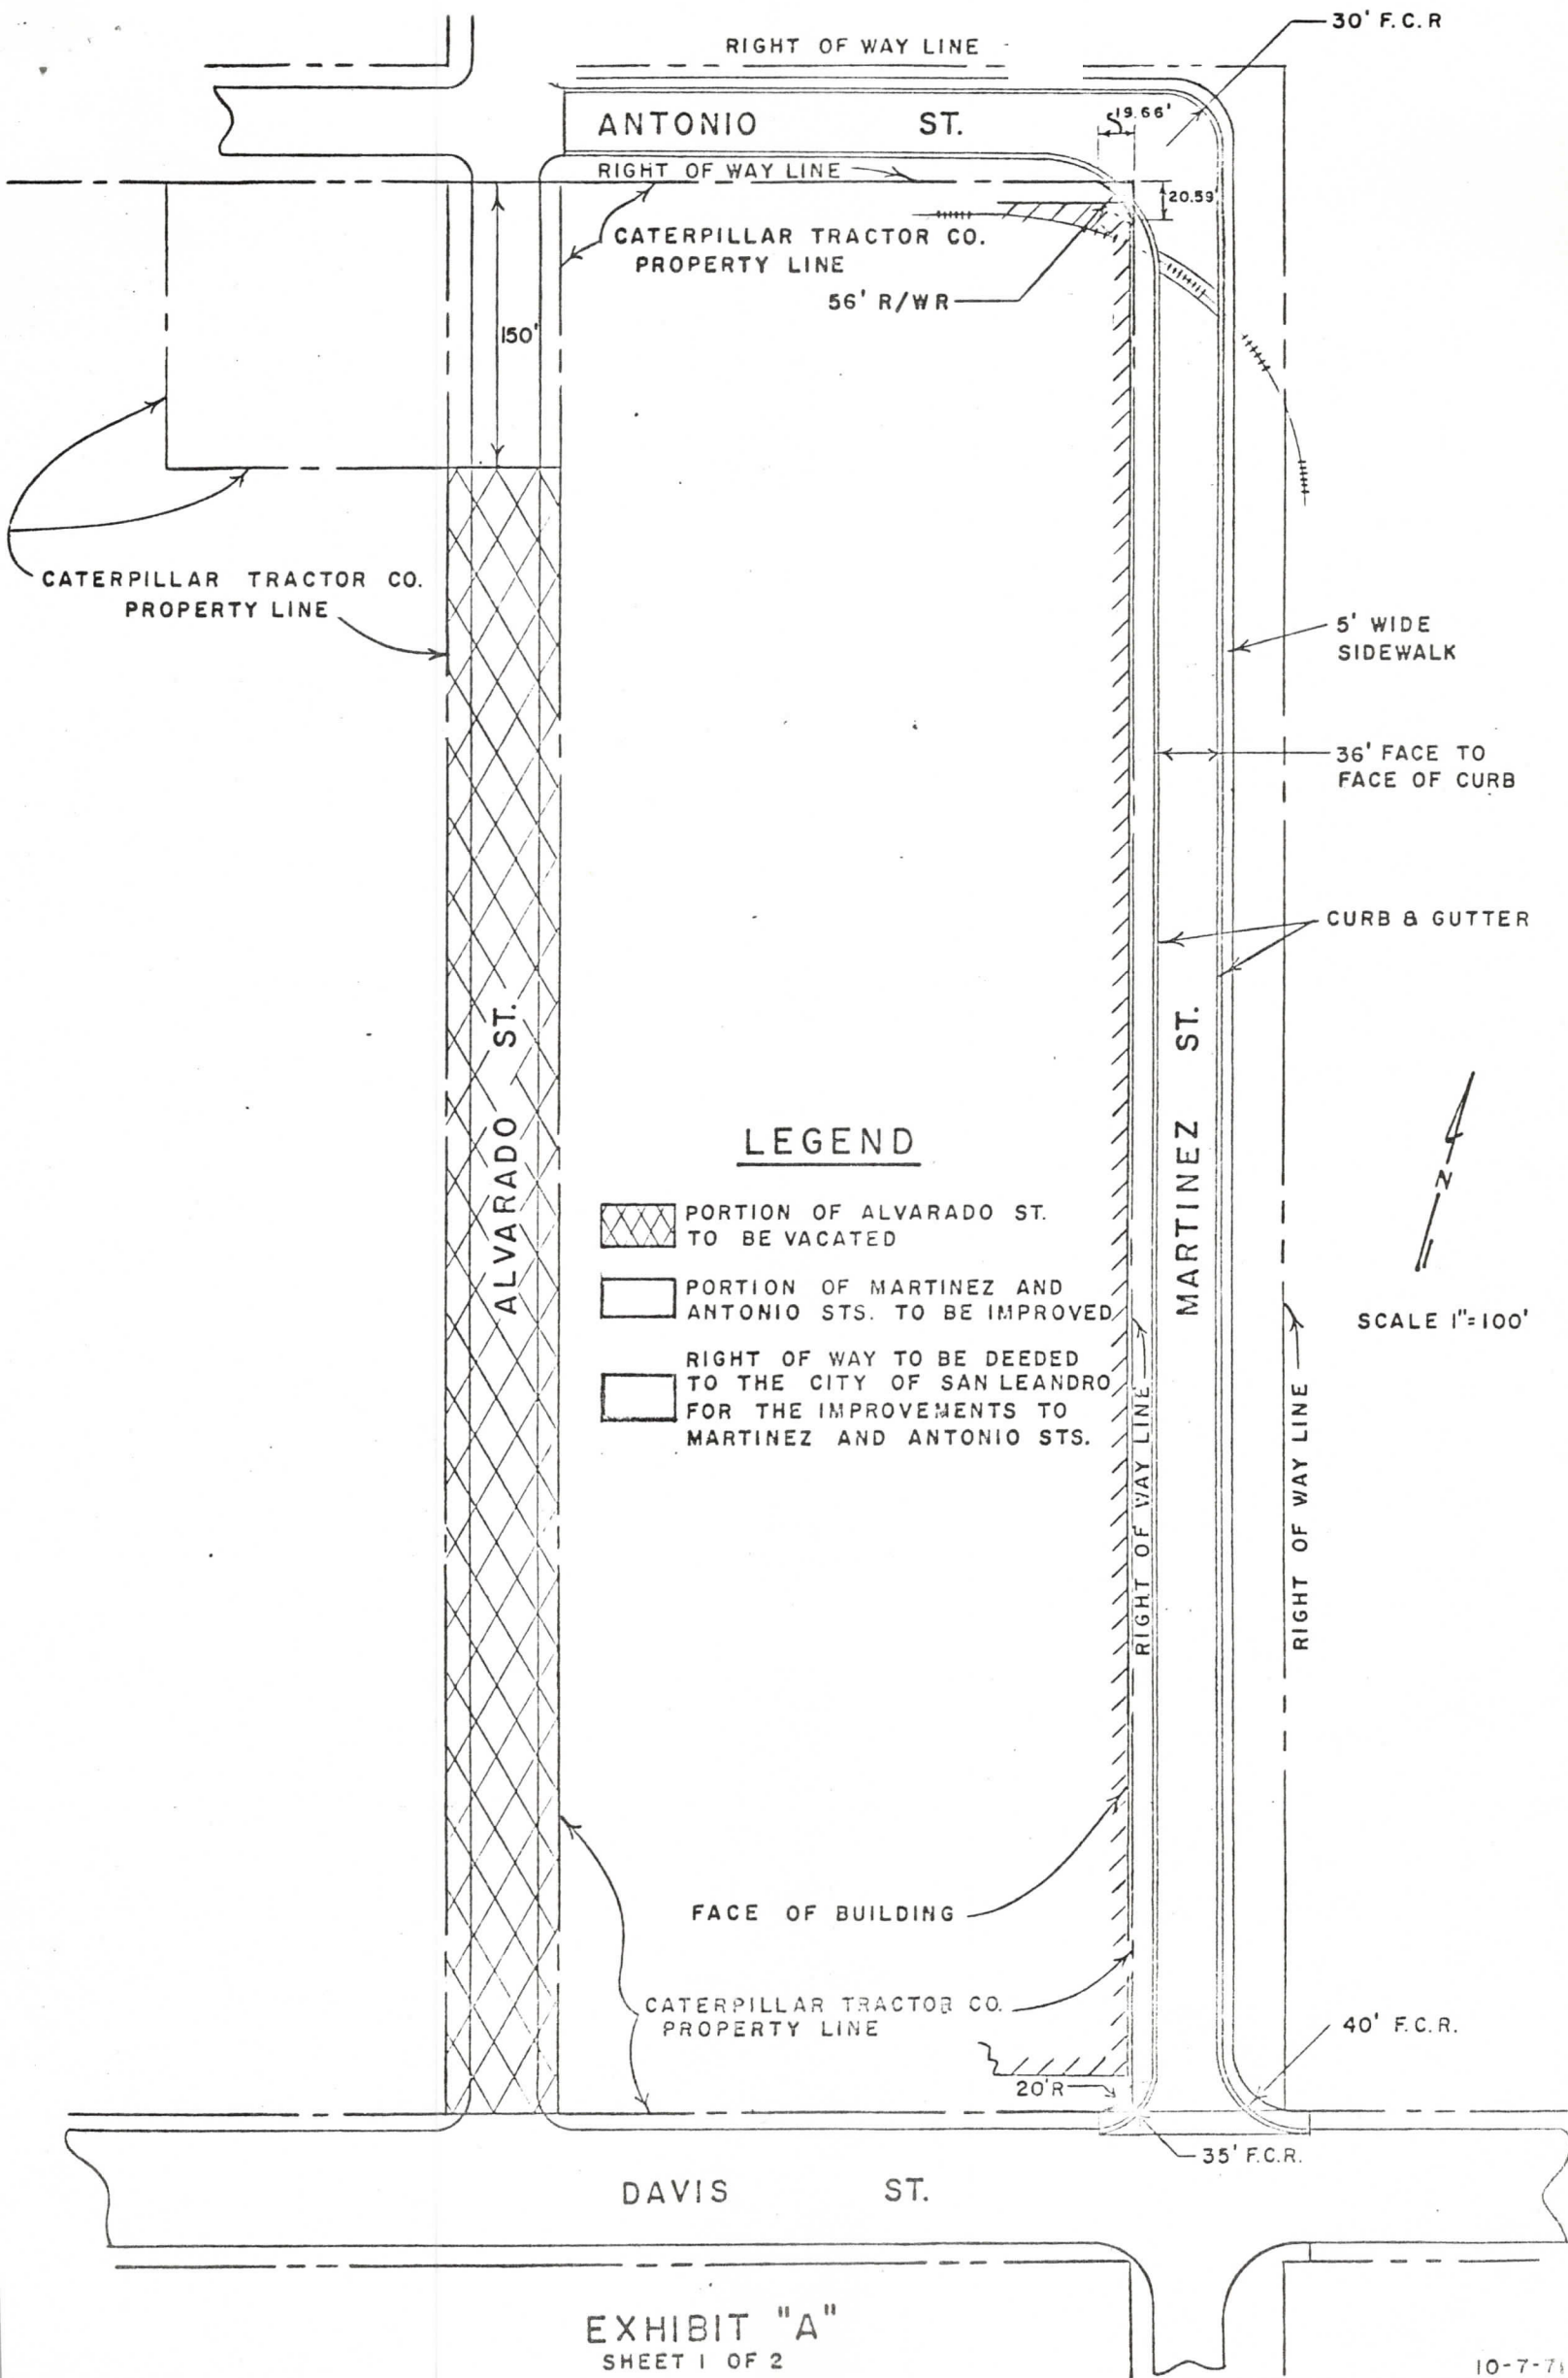 30' F.C.R
RIGHT OF WAY LINE
ANTONIO ST.
19.66'
RIGHT OF WAY LINE
20.59'
CATERPILLAR TRACTOR CO.
PROPERTY LINE
56' R/WR
150'
CATERPILLAR TRACTOR CO.
PROPERTY LINE
5' WIDE
SIDEWALK
36' FACE TO
FACE OF CURB
CURB & GUTTER
ALVARADO ST.
MARTINEZ ST.
LEGEND
PORTION OF ALVARADO ST.
TO BE VACATED
PORTION OF MARTINEZ AND
ANTONIO STS. TO BE IMPROVED
RIGHT OF WAY TO BE DEEDED
TO THE CITY OF SAN LEANDRO
FOR THE IMPROVEMENTS TO
MARTINEZ AND ANTONIO STS.
N
SCALE 1"=100'
RIGHT OF WAY LINE
RIGHT OF WAY LINE
FACE OF BUILDING
CATERPILLAR TRACTOR CO.
PROPERTY LINE
40' F.C.R.
20'R
35' F.C.R.
DAVIS ST.
EXHIBIT "A"
SHEET 1 OF 2
10-7-71